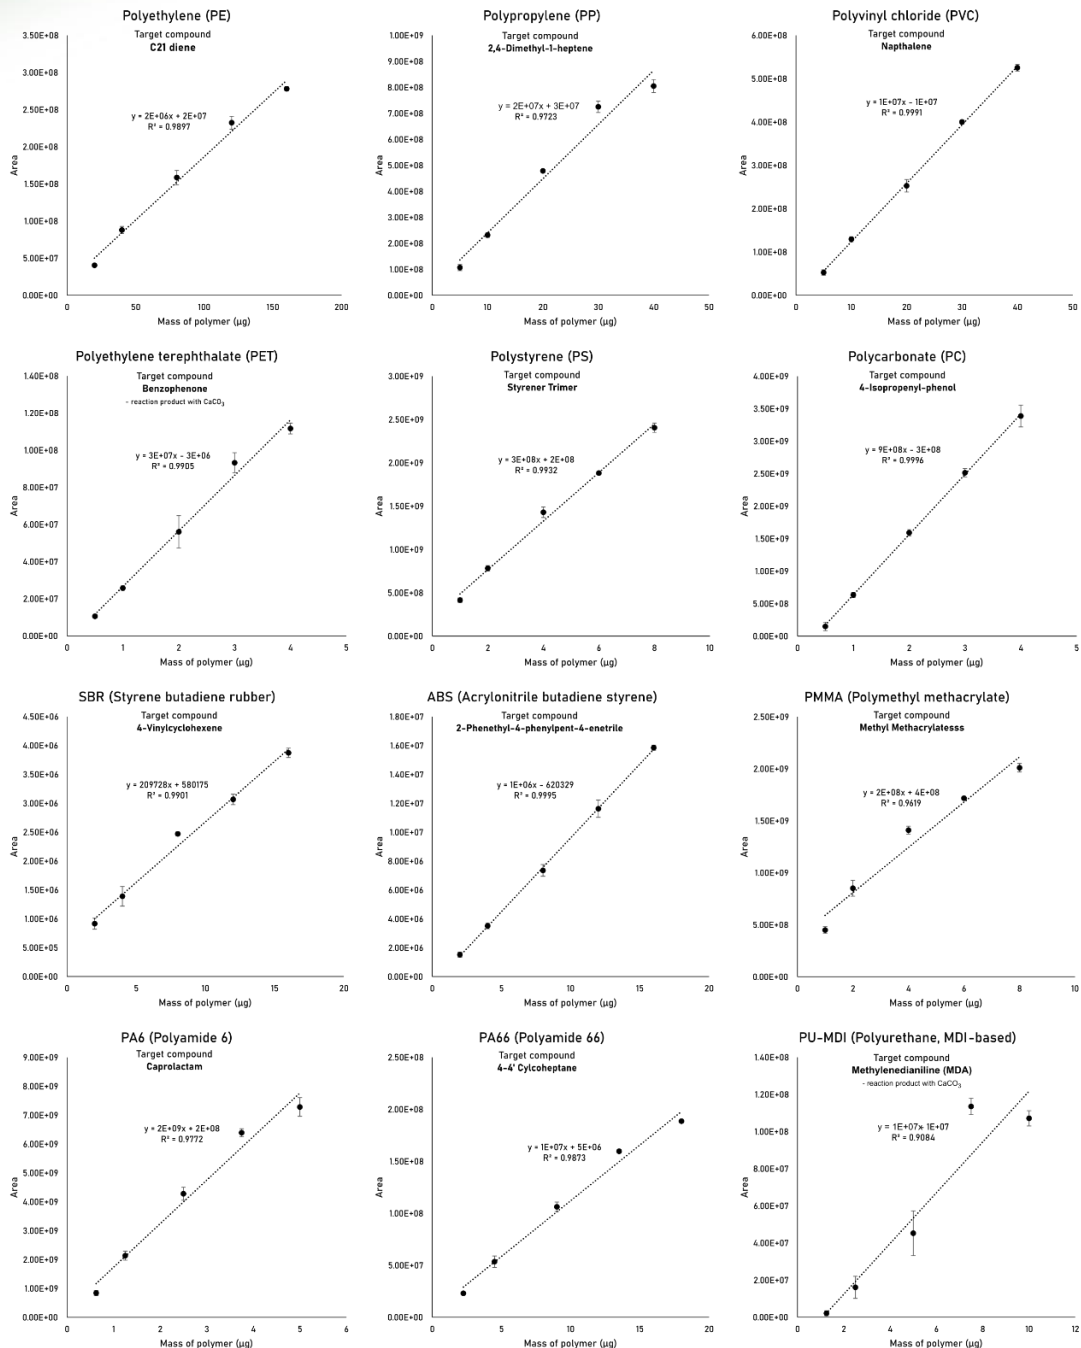 Polyethylene (PE)
Target compound
C21 diene
y = 2E+06x + 2E+07
R² = 0.9897
Area
3.50E+08
3.00E+08
2.50E+08
2.00E+08
1.50E+08
1.00E+08
5.00E+07
0.00E+00
0 50 100 150 200
Mass of polymer (µg)
Polypropylene (PP)
Target compound
2,4-Dimethyl-1-heptene
y = 2E+07x + 3E+07
R² = 0.9723
Area
1.00E+09
9.00E+08
8.00E+08
7.00E+08
6.00E+08
5.00E+08
4.00E+08
3.00E+08
2.00E+08
1.00E+08
0.00E+00
0 10 20 30 40 50
Mass of polymer (µg)
Polyvinyl chloride (PVC)
Target compound
Napthalene
y = 1E+07x - 1E+07
R² = 0.9991
Area
6.00E+08
5.00E+08
4.00E+08
3.00E+08
2.00E+08
1.00E+08
0.00E+00
0 10 20 30 40 50
Mass of polymer (µg)
Polyethylene terephthalate (PET)
Target compound
Benzophenone
- reaction product with CaCO₃
y = 3E+07x - 3E+06
R² = 0.9905
Area
1.40E+08
1.20E+08
1.00E+08
8.00E+07
6.00E+07
4.00E+07
2.00E+07
0.00E+00
0 1 2 3 4 5
Mass of polymer (µg)
Polystyrene (PS)
Target compound
Styrener Trimer
y = 3E+08x + 2E+08
R² = 0.9932
Area
3.00E+09
2.50E+09
2.00E+09
1.50E+09
1.00E+09
5.00E+08
0.00E+00
0 2 4 6 8 10
Mass of polymer (µg)
Polycarbonate (PC)
Target compound
4-Isopropenyl-phenol
y = 9E+08x - 3E+08
R² = 0.9996
Area
4.00E+09
3.50E+09
3.00E+09
2.50E+09
2.00E+09
1.50E+09
1.00E+09
5.00E+08
0.00E+00
0 1 2 3 4 5
Mass of polymer (µg)
SBR (Styrene butadiene rubber)
Target compound
4-Vinylcyclohexene
y = 209728x + 580175
R² = 0.9901
Area
4.50E+06
4.00E+06
3.50E+06
3.00E+06
2.50E+06
2.00E+06
1.50E+06
1.00E+06
5.00E+05
0.00E+00
0 5 10 15 20
Mass of polymer (µg)
ABS (Acrylonitrile butadiene styrene)
Target compound
2-Phenethyl-4-phenylpent-4-enetrile
y = 1E+06x - 620329
R² = 0.9995
Area
1.80E+07
1.60E+07
1.40E+07
1.20E+07
1.00E+07
8.00E+06
6.00E+06
4.00E+06
2.00E+06
0.00E+00
0 5 10 15 20
Mass of polymer (µg)
PMMA (Polymethyl methacrylate)
Target compound
Methyl Methacrylatesss
y = 2E+08x + 4E+08
R² = 0.9619
Area
2.50E+09
2.00E+09
1.50E+09
1.00E+09
5.00E+08
0.00E+00
0 2 4 6 8 10
Mass of polymer (µg)
PA6 (Polyamide 6)
Target compound
Caprolactam
y = 2E+09x + 2E+08
R² = 0.9772
Area
9.00E+09
8.00E+09
7.00E+09
6.00E+09
5.00E+09
4.00E+09
3.00E+09
2.00E+09
1.00E+09
0.00E+00
0 1 2 3 4 5 6
Mass of polymer (µg)
PA66 (Polyamide 66)
Target compound
4-4' Cylcoheptane
y = 1E+07x + 5E+06
R² = 0.9873
Area
2.50E+08
2.00E+08
1.50E+08
1.00E+08
5.00E+07
0.00E+00
0 5 10 15 20
Mass of polymer (µg)
PU-MDI (Polyurethane, MDI-based)
Target compound
Methylenedianiline (MDA)
- reaction product with CaCO₃
y = 1E+07x- 1E+07
R² = 0.9084
Area
1.40E+08
1.20E+08
1.00E+08
8.00E+07
6.00E+07
4.00E+07
2.00E+07
0.00E+00
0 2 4 6 8 10 12
Mass of polymer (µg)